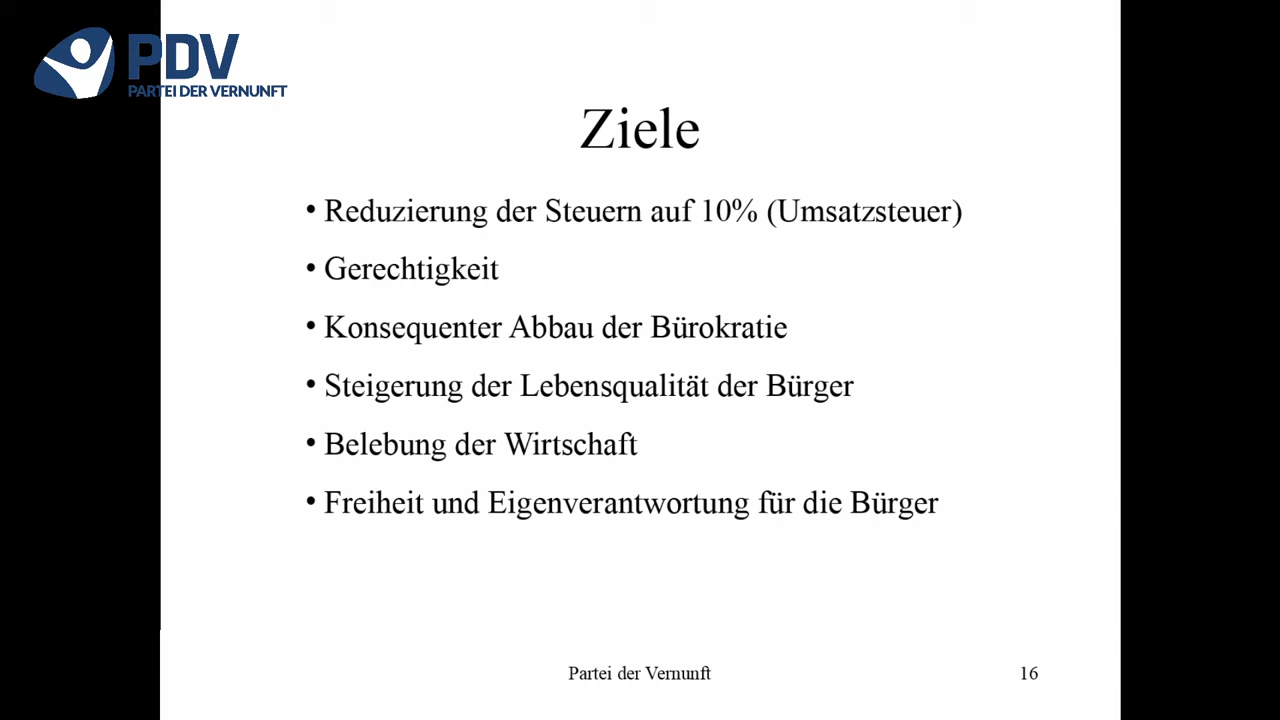 PDV
PARTEI DER VERNUNFT
Ziele
• Reduzierung der Steuern auf 10% (Umsatzsteuer)
• Gerechtigkeit
• Konsequenter Abbau der Bürokratie
• Steigerung der Lebensqualität der Bürger
• Belebung der Wirtschaft
• Freiheit und Eigenverantwortung für die Bürger
Partei der Vernunft
16